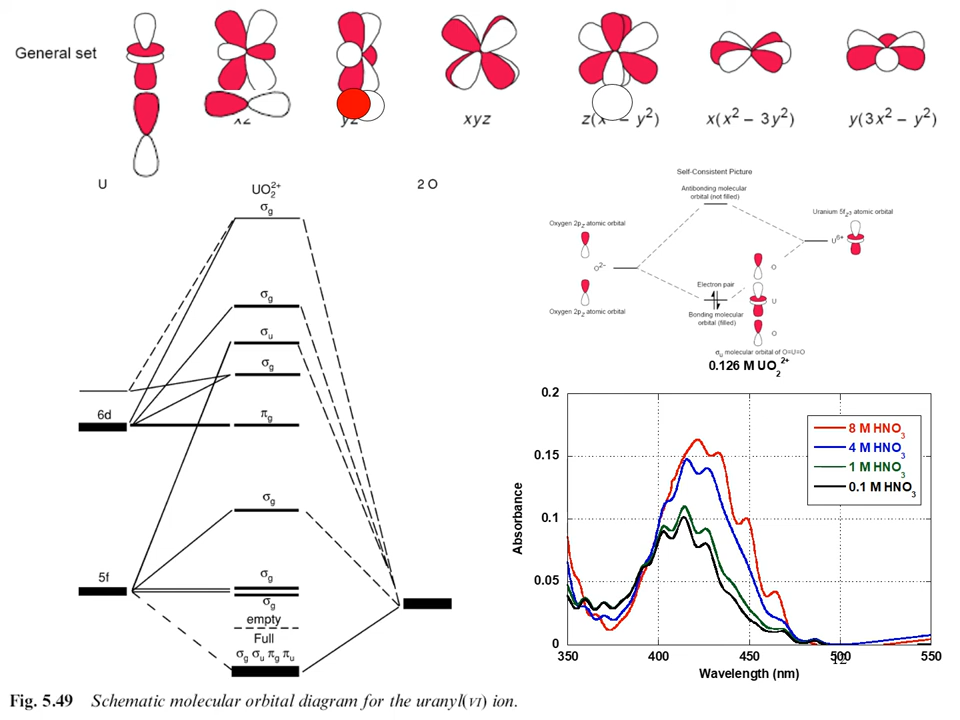 General set
xz
yz
xyz
z(x² − y²)
x(x² − 3y²)
y(3x² − y²)
U
UO₂²⁺
2 O
σg
σg
σu
σg
6d
πg
σg
5f
σg
σg
empty
Full
σg σu πg πu
Fig. 5.49 Schematic molecular orbital diagram for the uranyl(VI) ion.
Self-Consistent Picture
Antibonding molecular
orbital (not filled)
Oxygen 2pz atomic orbital
Uranium 5fz³ atomic orbital
U⁶⁺
O²⁻
O
Electron pair
U
Oxygen 2pz atomic orbital
Bonding molecular
orbital (filled)
O
σu molecular orbital of O=U=O
0.126 M UO₂²⁺
0.2
0.15
0.1
0.05
0
Absorbance
8 M HNO₃
4 M HNO₃
1 M HNO₃
0.1 M HNO₃
350 400 450 500 550
12
Wavelength (nm)